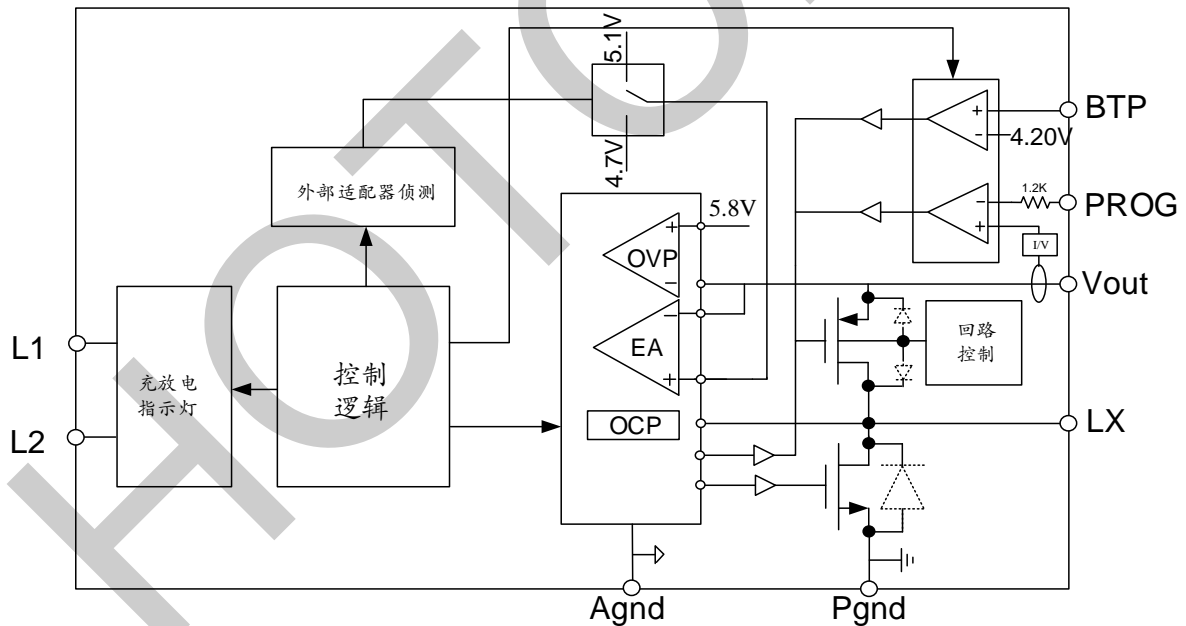 5.1V
4.7V
BTP
+
−
4.20V
外部适配器侦测
1.2K
PROG
−
+
I/V
5.8V
+
OVP
−
Vout
−
EA
+
回路
控制
L1
L2
充放电
指示灯
控制
逻辑
OCP
LX
Agnd
Pgnd
HOTO